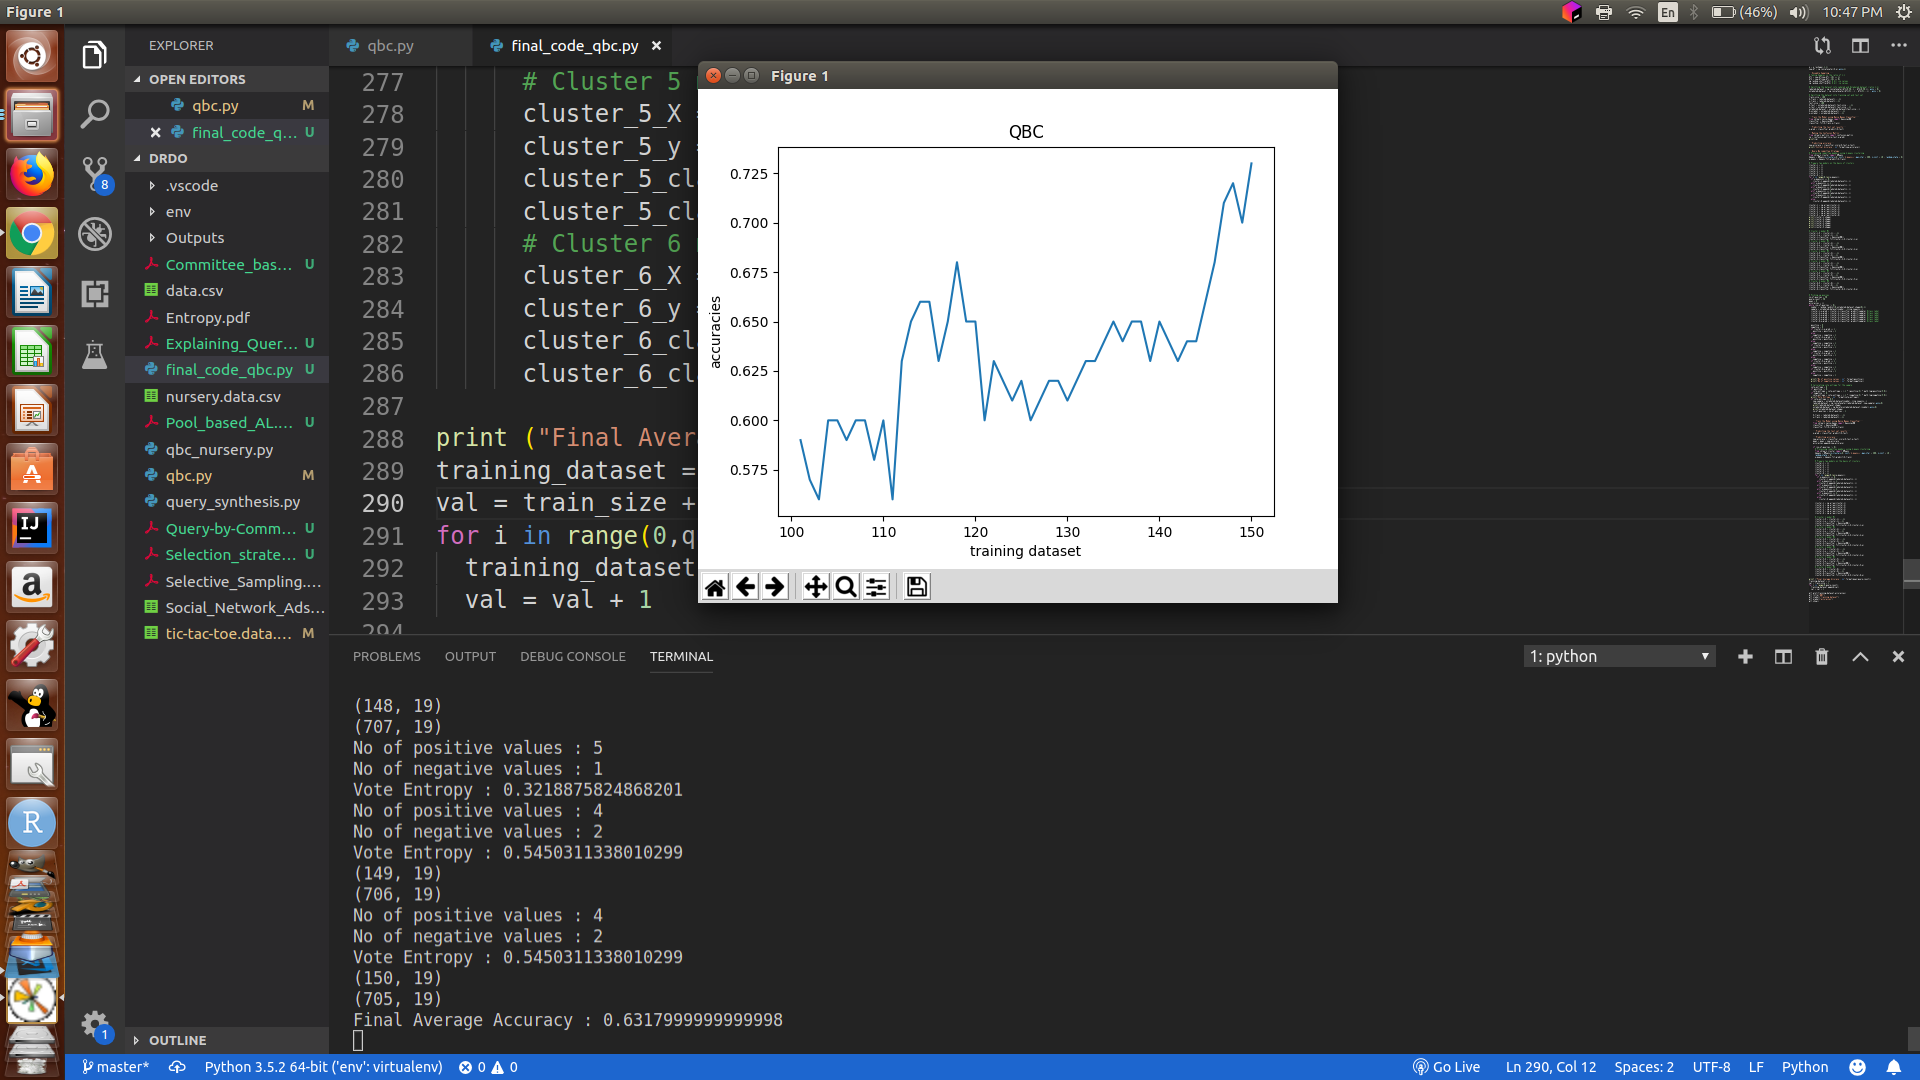 Figure 1
En
(46%)
10:47 PM
EXPLORER
OPEN EDITORS
qbc.py M
final_code_q... U
DRDO
.vscode
env
Outputs
Committee_bas... U
data.csv
Entropy.pdf
Explaining_Quer... U
final_code_qbc.py U
nursery.data.csv
Pool_based_AL.... U
qbc_nursery.py
qbc.py M
query_synthesis.py
Query-by-Comm... U
Selection_strate... U
Selective_Sampling....
Social_Network_Ads...
tic-tac-toe.data.... M
OUTLINE
8
1
qbc.py
final_code_qbc.py
277 # Cluster 5
278 cluster_5_X
279 cluster_5_y
280 cluster_5_cl
281 cluster_5_cl
282 # Cluster 6
283 cluster_6_X
284 cluster_6_y
285 cluster_6_cl
286 cluster_6_cl
287
288 print ("Final Aver
289 training_dataset =
290 val = train_size +
291 for i in range(0,q
292 training_dataset
293 val = val + 1
294
Figure 1
QBC
0.725
0.700
0.675
0.650
0.625
0.600
0.575
accuracies
100 110 120 130 140 150
training dataset
PROBLEMS OUTPUT DEBUG CONSOLE TERMINAL
1: python
(148, 19)
(707, 19)
No of positive values : 5
No of negative values : 1
Vote Entropy : 0.3218875824868201
No of positive values : 4
No of negative values : 2
Vote Entropy : 0.5450311338010299
(149, 19)
(706, 19)
No of positive values : 4
No of negative values : 2
Vote Entropy : 0.5450311338010299
(150, 19)
(705, 19)
Final Average Accuracy : 0.6317999999999998
IJ
a
R
master* Python 3.5.2 64-bit ('env': virtualenv) 0 0
Go Live Ln 290, Col 12 Spaces: 2 UTF-8 LF Python